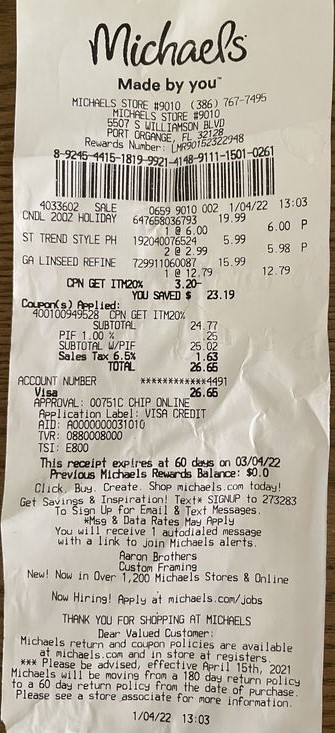 Michaels
Made by you™
MICHAELS STORE #9010 (386) 767-7495
MICHAELS STORE #9010
5507 S WILLIAMSON BLVD
PORT ORGANGE, FL 32128
Rewards Number: LMR90152322948
8-9245-4415-1819-9921-4148-9111-1501-0261
4033602 SALE 0659 9010 002 1/04/22 13:03
CNDL 20OZ HOLIDAY 647658036793 19.99
1 @ 6.00 6.00 P
ST TREND STYLE PH 192040076524 5.99
2 @ 2.99 5.98 P
GA LINSEED REFINE 729911060087 15.99
1 @ 12.79 12.79
CPN GET ITM20% 3.20-
YOU SAVED $ 23.19
Coupon(s) Applied:
400100949528 CPN GET ITM20%
SUBTOTAL 24.77
PIF 1.00 % .25
SUBTOTAL W/PIF 25.02
Sales Tax 6.5% 1.63
TOTAL 26.65
ACCOUNT NUMBER ************4491
Visa 26.65
APPROVAL: 00751C CHIP ONLINE
Application Label: VISA CREDIT
AID: A0000000031010
TVR: 0880008000
TSI: E800
This receipt expires at 60 days on 03/04/22
Previous Michaels Rewards Balance: $0.0
Click. Buy. Create. Shop michaels.com today!
Get Savings & Inspiration! Text* SIGNUP to 273283
To Sign Up for Email & Text Messages.
*Msg & Data Rates May Apply
You will receive 1 autodialed message
with a link to join Michaels alerts.
Aaron Brothers
Custom Framing
New! Now in Over 1,200 Michaels Stores & Online
Now Hiring! Apply at michaels.com/jobs
THANK YOU FOR SHOPPING AT MICHAELS
Dear Valued Customer:
Michaels return and coupon policies are available
at michaels.com and in store at registers.
*** Please be advised, effective April 15th, 2021
Michaels will be moving from a 180 day return policy
to a 60 day return policy from the date of purchase.
Please see a store associate for more information.
1/04/22 13:03